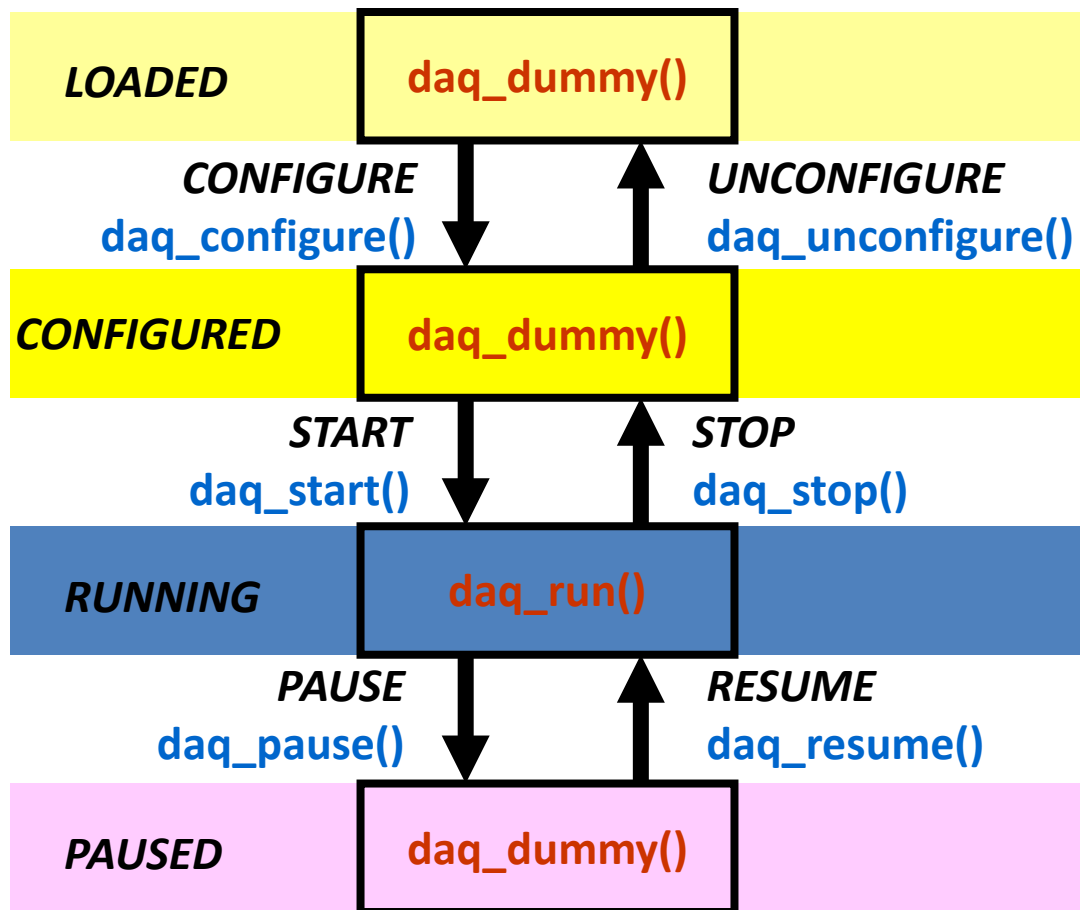 LOADED
daq_dummy()
CONFIGURE
UNCONFIGURE
daq_configure()
daq_unconfigure()
CONFIGURED
daq_dummy()
START
STOP
daq_start()
daq_stop()
RUNNING
daq_run()
PAUSE
RESUME
daq_pause()
daq_resume()
PAUSED
daq_dummy()